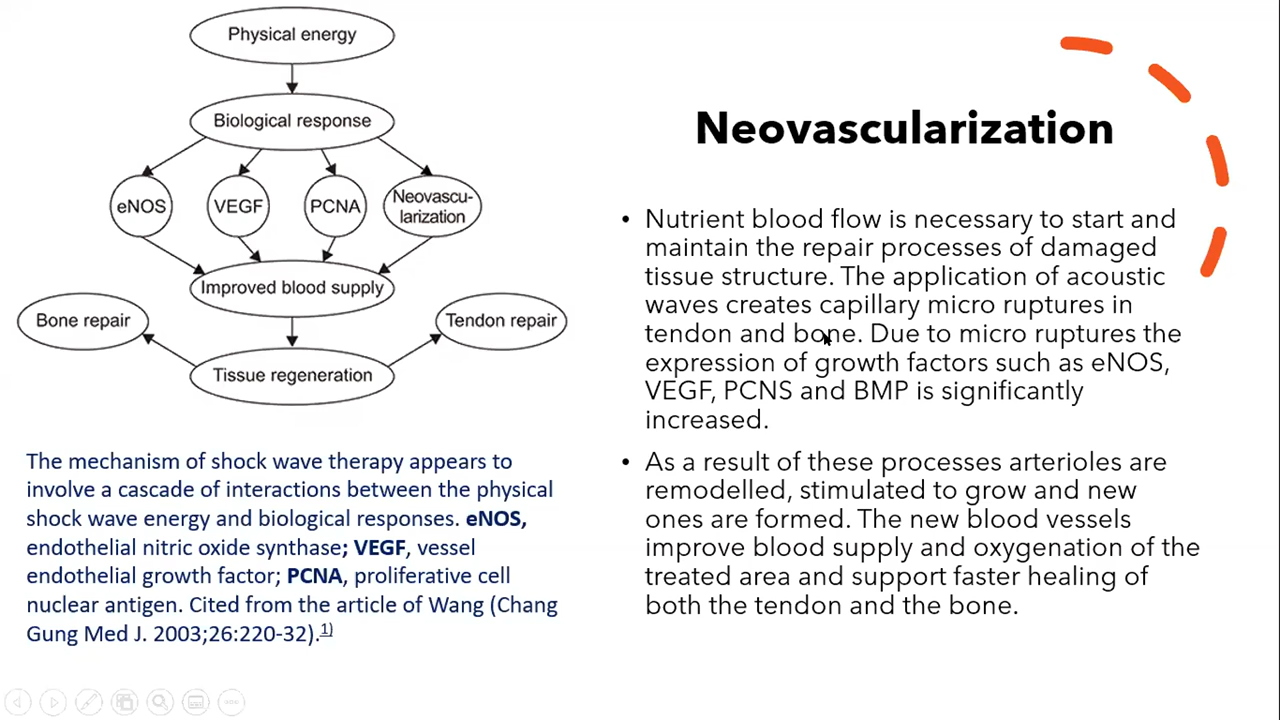 Physical energy
Biological response
eNOS
VEGF
PCNA
Neovascu-
larization
Improved blood supply
Bone repair
Tendon repair
Tissue regeneration
The mechanism of shock wave therapy appears to
involve a cascade of interactions between the physical
shock wave energy and biological responses. eNOS,
endothelial nitric oxide synthase; VEGF, vessel
endothelial growth factor; PCNA, proliferative cell
nuclear antigen. Cited from the article of Wang (Chang
Gung Med J. 2003;26:220-32).1)
Neovascularization
• Nutrient blood flow is necessary to start and
maintain the repair processes of damaged
tissue structure. The application of acoustic
waves creates capillary micro ruptures in
tendon and bone. Due to micro ruptures the
expression of growth factors such as eNOS,
VEGF, PCNS and BMP is significantly
increased.
• As a result of these processes arterioles are
remodelled, stimulated to grow and new
ones are formed. The new blood vessels
improve blood supply and oxygenation of the
treated area and support faster healing of
both the tendon and the bone.